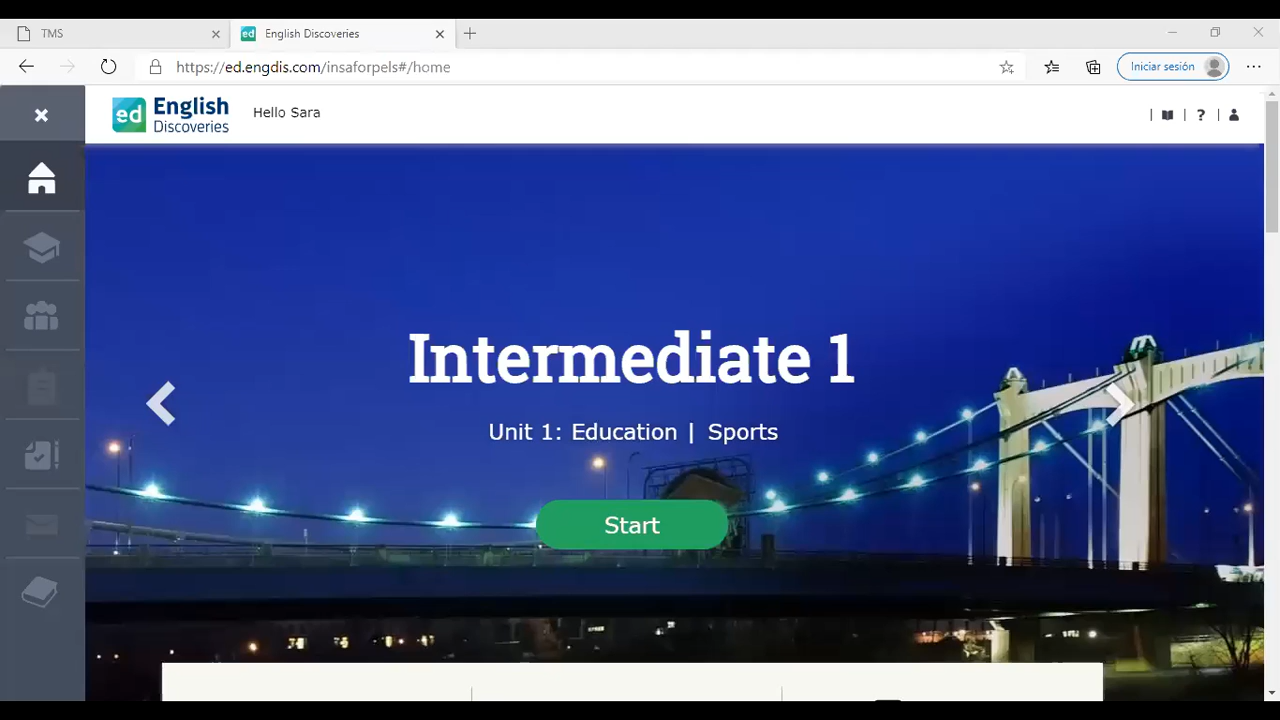 TMS
English Discoveries
https://ed.engdis.com/insaforpels#/home
Iniciar sesión
ed English Discoveries
Hello Sara
| | ? |
Intermediate 1
Unit 1: Education | Sports
Start